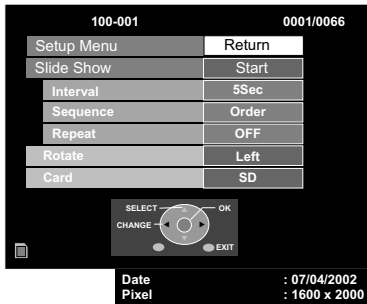 100-001 0001/0066
Setup Menu Return
Slide Show Start
Interval 5Sec
Sequence Order
Repeat OFF
Rotate Left
Card SD
SELECT OK
CHANGE
EXIT
Date : 07/04/2002
Pixel : 1600 x 2000